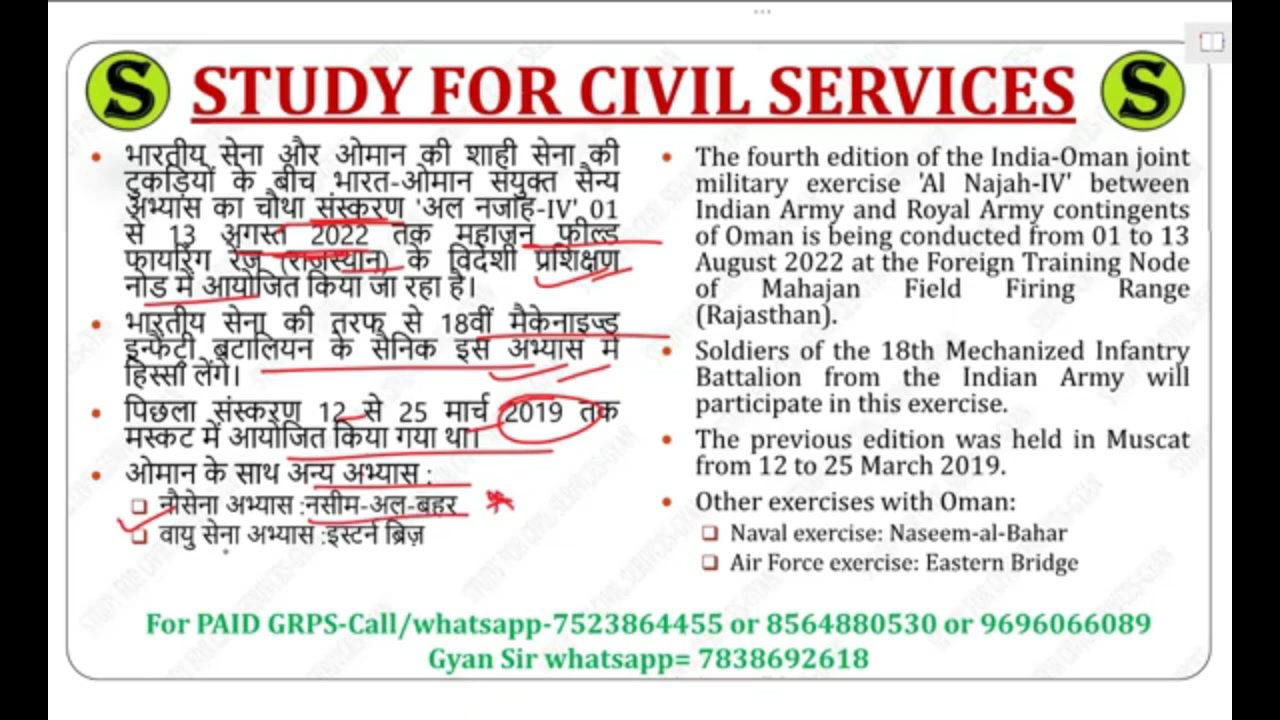 S STUDY FOR CIVIL SERVICES S
• भारतीय सेना और ओमान की शाही सेना की
टुकड़ियों के बीच भारत-ओमान संयुक्त सैन्य
अभ्यास का चौथा संस्करण 'अल नजाह-IV' 01
से 13 अगस्त 2022 तक महाजन फील्ड
फायरिंग रेंज (राजस्थान) के विदेशी प्रशिक्षण
नोड में आयोजित किया जा रहा है।
• भारतीय सेना की तरफ से 18वीं मैकेनाइज्ड
इन्फेंट्री बटालियन के सैनिक इस अभ्यास में
हिस्सा लेंगे।
• पिछला संस्करण 12 से 25 मार्च 2019 तक
मस्कट में आयोजित किया गया था।
• ओमान के साथ अन्य अभ्यास :
❑ नौसेना अभ्यास :नसीम-अल-बहर
❑ वायु सेना अभ्यास :इस्टर्न ब्रिज़
• The fourth edition of the India-Oman joint
military exercise 'Al Najah-IV' between
Indian Army and Royal Army contingents
of Oman is being conducted from 01 to 13
August 2022 at the Foreign Training Node
of Mahajan Field Firing Range
(Rajasthan).
• Soldiers of the 18th Mechanized Infantry
Battalion from the Indian Army will
participate in this exercise.
• The previous edition was held in Muscat
from 12 to 25 March 2019.
• Other exercises with Oman:
❑ Naval exercise: Naseem-al-Bahar
❑ Air Force exercise: Eastern Bridge
For PAID GRPS-Call/whatsapp-7523864455 or 8564880530 or 9696066089
Gyan Sir whatsapp= 7838692618